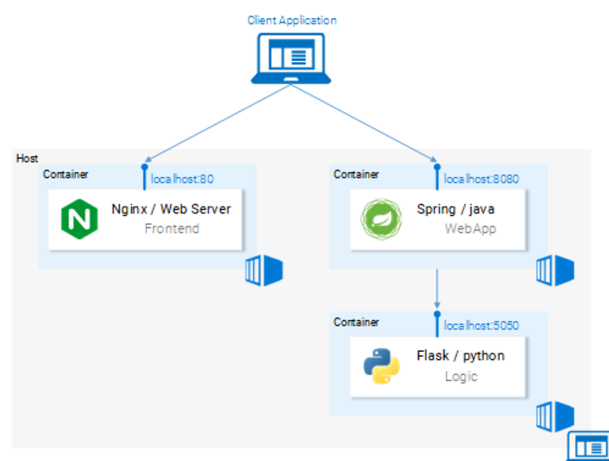 Client Application
Host
Container
localhost:80
Nginx / Web Server
Frontend
Container
localhost:8080
Spring / java
WebApp
Container
localhost:5050
Flask / python
Logic